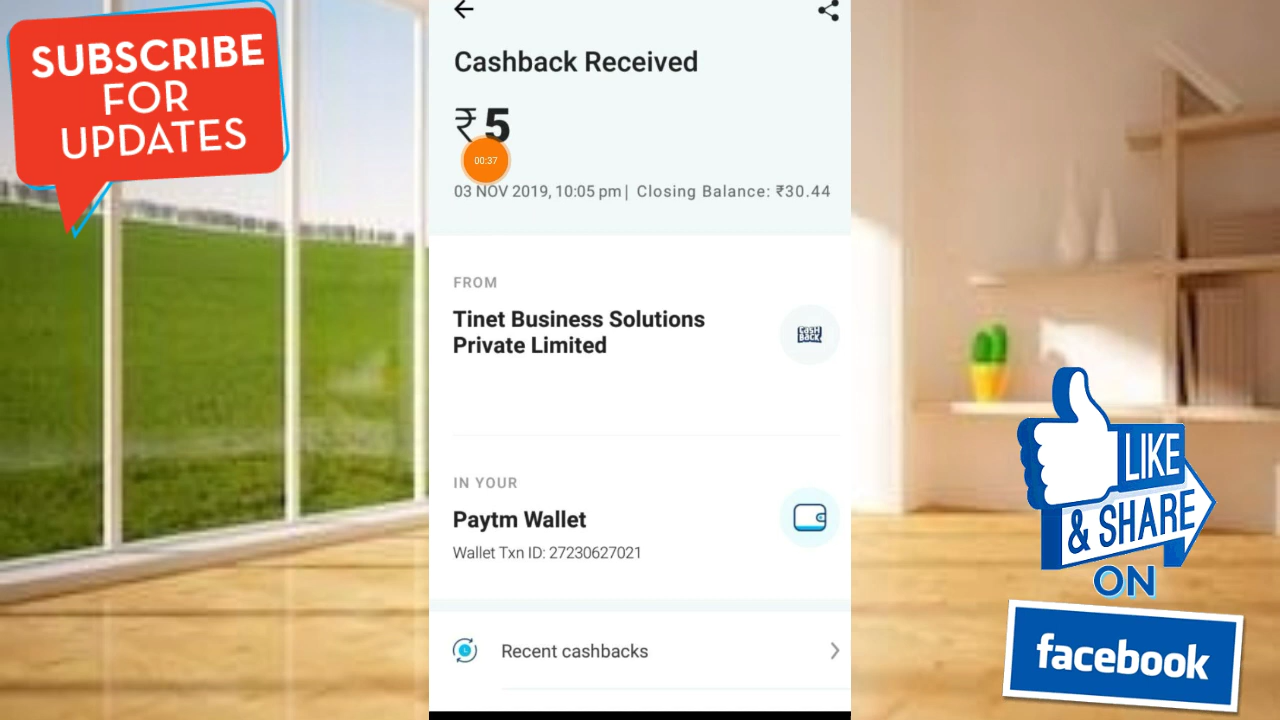 SUBSCRIBE
FOR
UPDATES
Cashback Received
₹5
00:37
03 NOV 2019, 10:05 pm | Closing Balance: ₹30.44
FROM
Tinet Business Solutions
Private Limited
CASH
BACK
IN YOUR
Paytm Wallet
Wallet Txn ID: 27230627021
Recent cashbacks
LIKE
& SHARE
ON
facebook